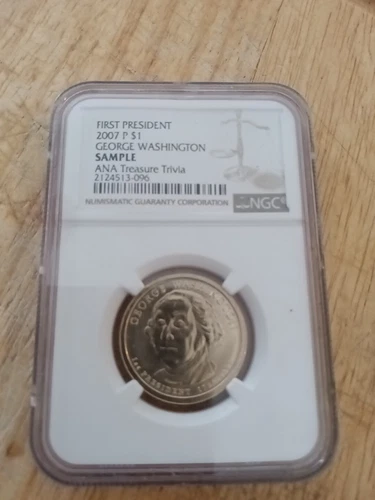 FIRST PRESIDENT
2007 P $1
GEORGE WASHINGTON
SAMPLE
ANA Treasure Trivia
2124513-096
NUMISMATIC GUARANTY CORPORATION
NGC
GEORGE
1st PRESIDENT